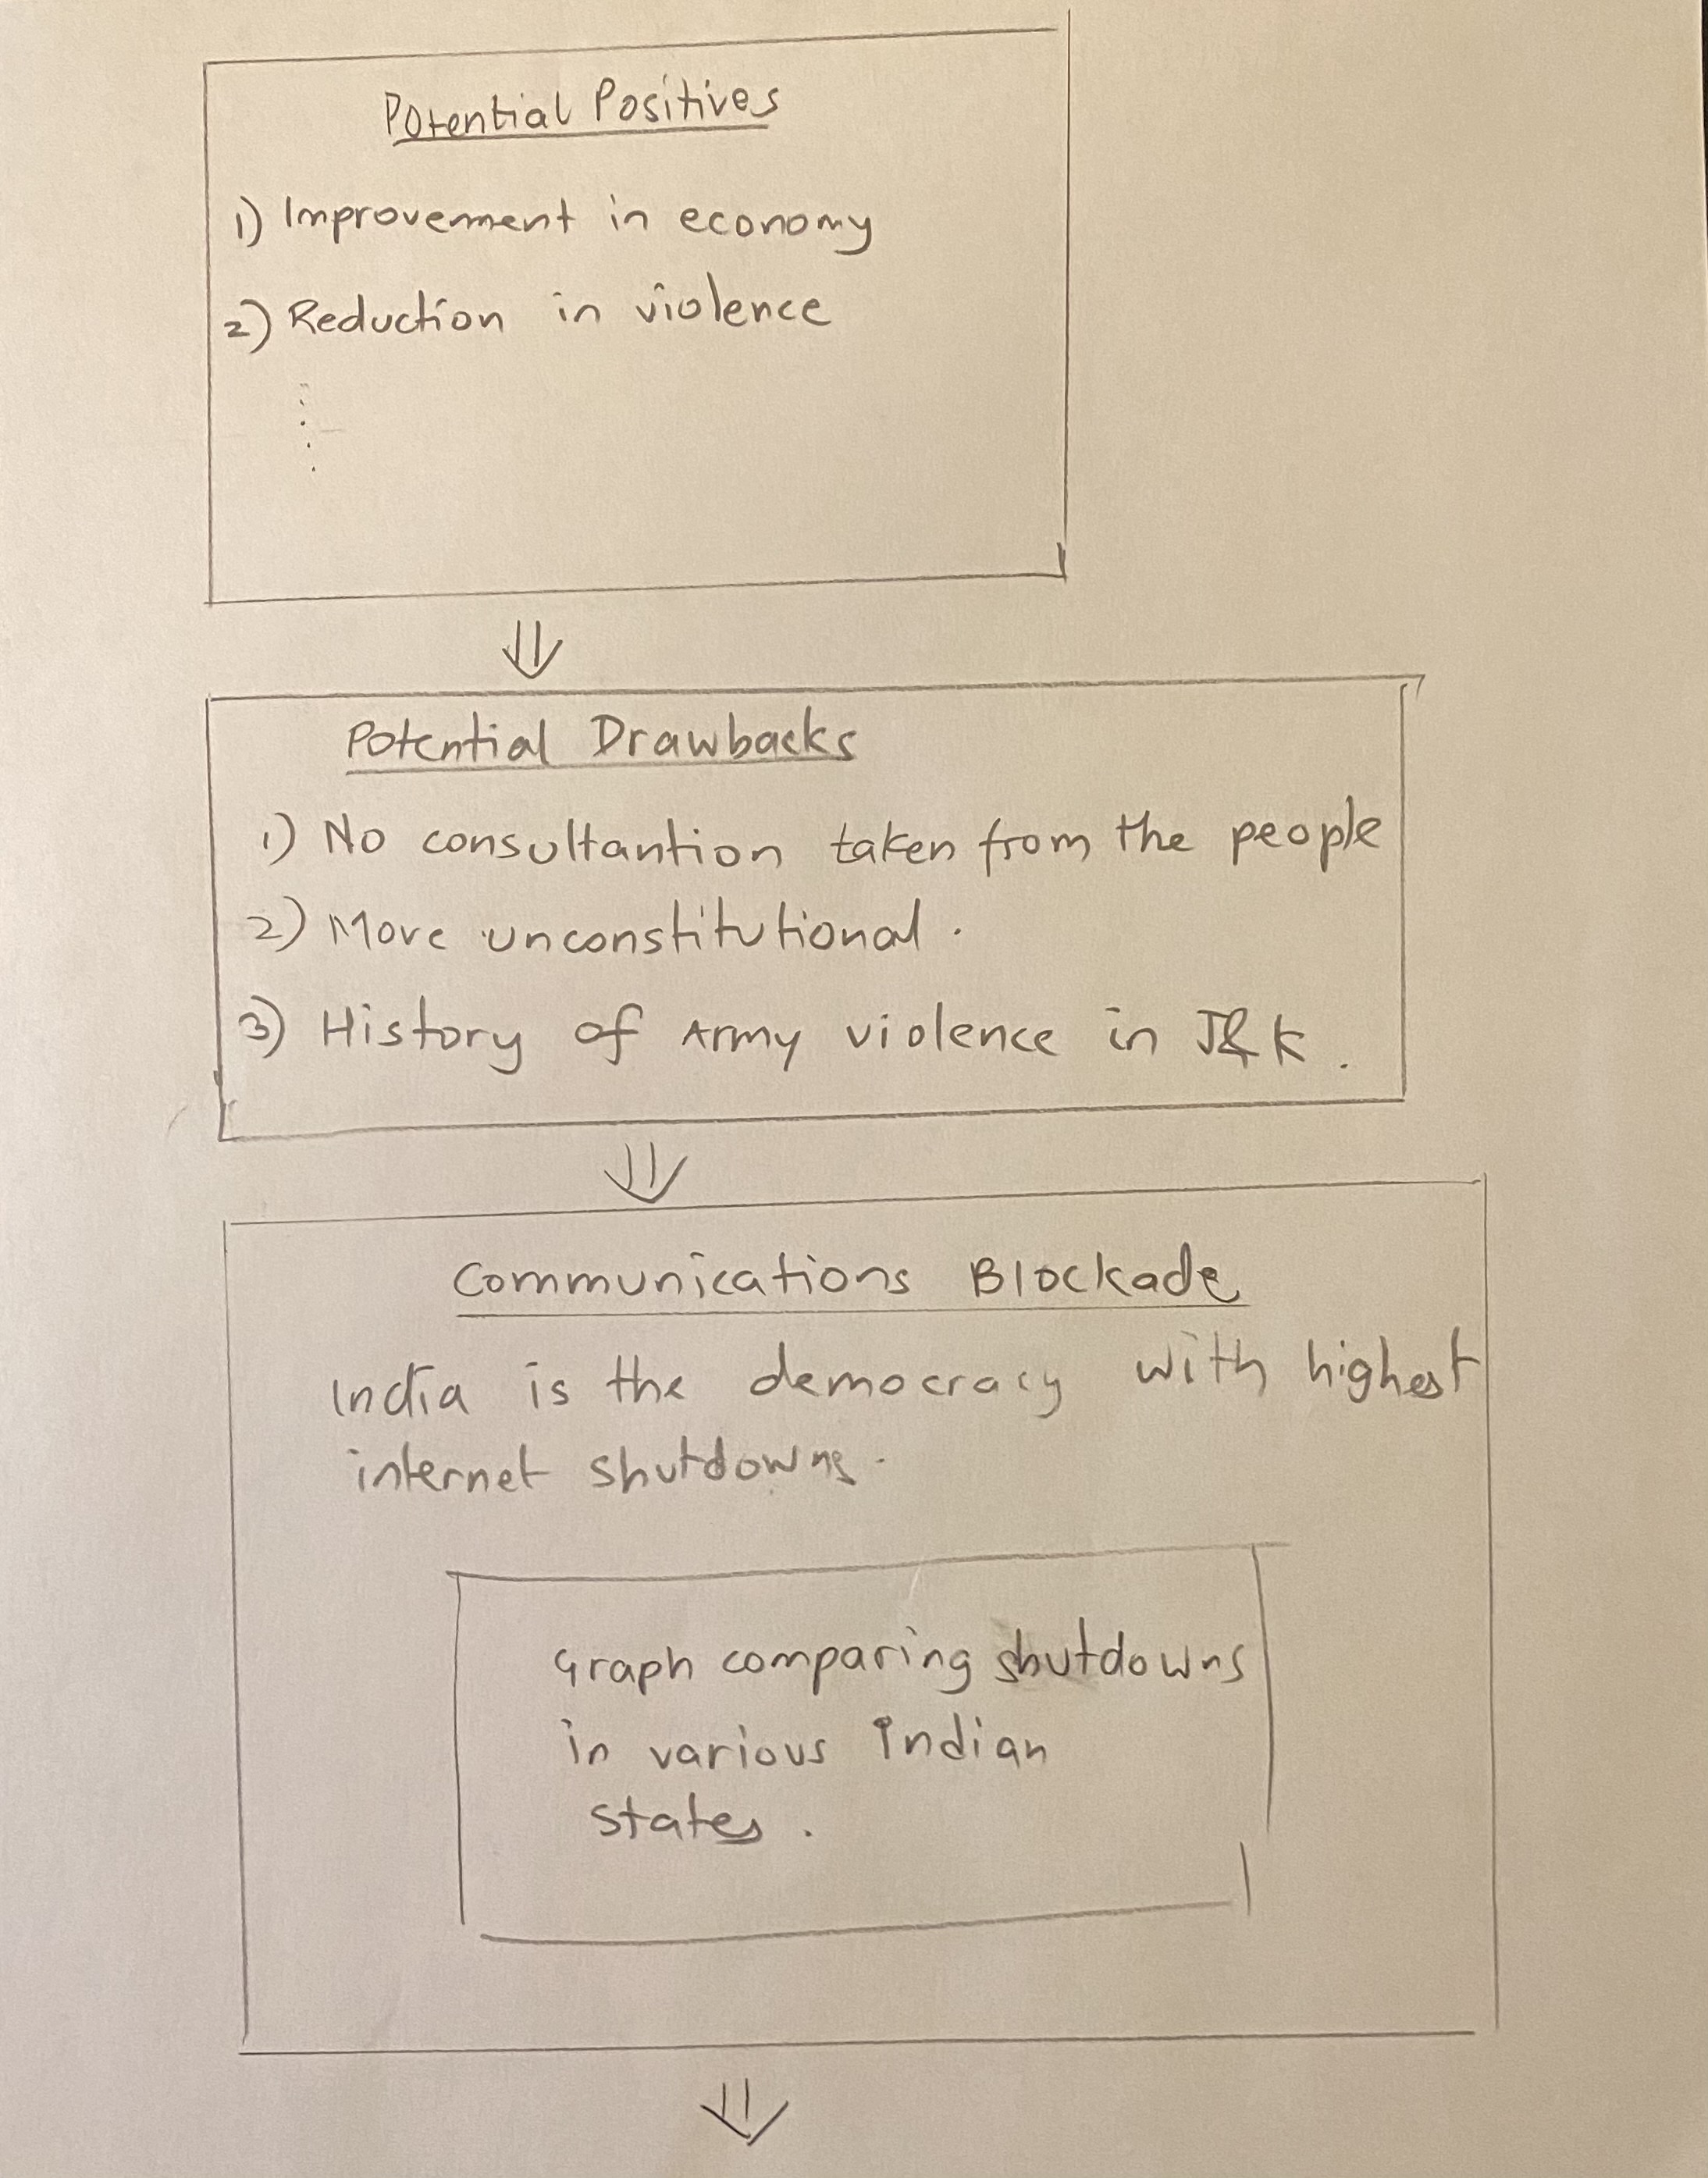 Potential Positives
1) Improvement in economy
2) Reduction in violence
Potential Drawbacks
1) No consultantion taken from the people
2) More unconstitutional.
3) History of Army violence in J&K.
Communications Blockade
India is the democracy with highest
internet shutdowns.
Graph comparing shutdowns
in various Indian
states.